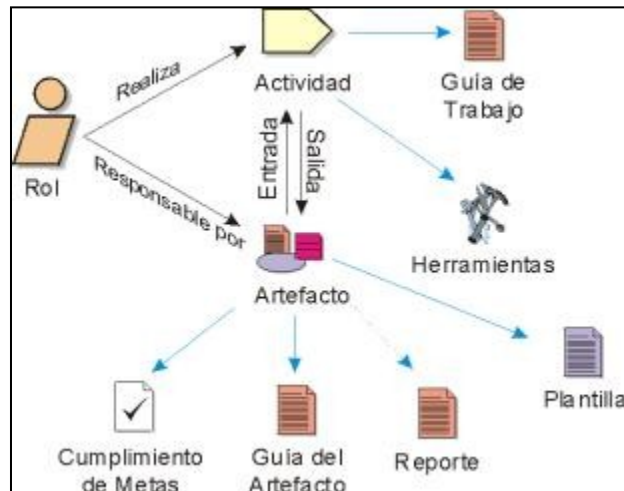 Realiza
Actividad
Guía de
Trabajo
Entrada
Salida
Rol
Responsable por
Herramientas
Artefacto
Plantilla
Cumplimiento
de Metas
Guía del
Artefacto
Reporte